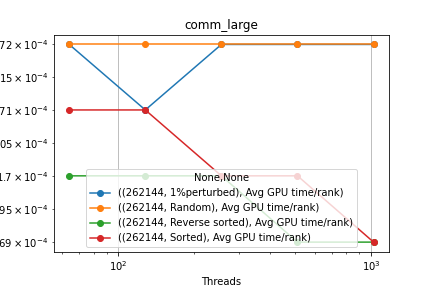 comm_large
72 × 10⁻⁴
15 × 10⁻⁴
71 × 10⁻⁴
05 × 10⁻⁴
1.7 × 10⁻⁴
95 × 10⁻⁴
69 × 10⁻⁴
None,None
((262144, 1%perturbed), Avg GPU time/rank)
((262144, Random), Avg GPU time/rank)
((262144, Reverse sorted), Avg GPU time/rank)
((262144, Sorted), Avg GPU time/rank)
10² 10³
Threads